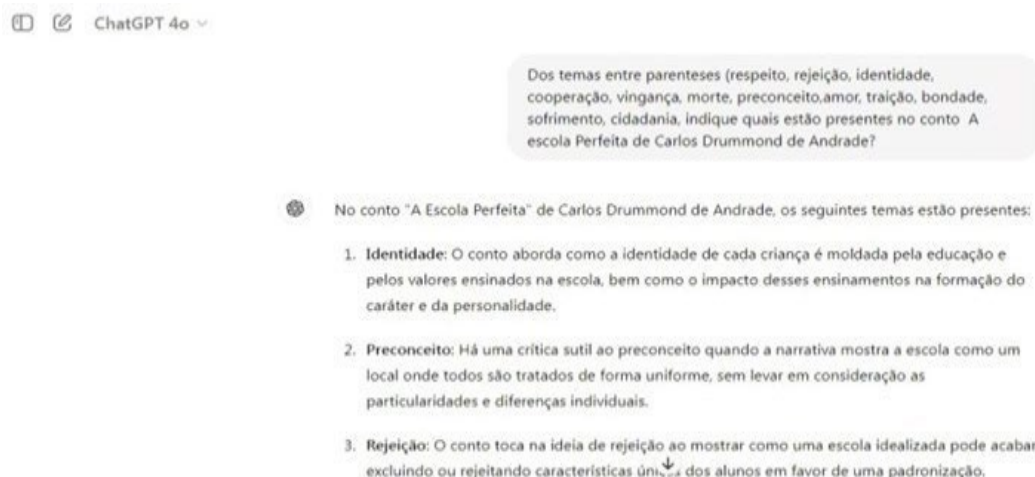 ChatGPT 4o
Dos temas entre parenteses (respeito, rejeição, identidade,
cooperação, vingança, morte, preconceito,amor, traição, bondade,
sofrimento, cidadania, indique quais estão presentes no conto A
escola Perfeita de Carlos Drummond de Andrade?
No conto "A Escola Perfeita" de Carlos Drummond de Andrade, os seguintes temas estão presentes:
1. Identidade: O conto aborda como a identidade de cada criança é moldada pela educação e
pelos valores ensinados na escola, bem como o impacto desses ensinamentos na formação do
caráter e da personalidade.
2. Preconceito: Há uma crítica sutil ao preconceito quando a narrativa mostra a escola como um
local onde todos são tratados de forma uniforme, sem levar em consideração as
particularidades e diferenças individuais.
3. Rejeição: O conto toca na ideia de rejeição ao mostrar como uma escola idealizada pode acabar
excluindo ou rejeitando características dos alunos em favor de uma padronização.